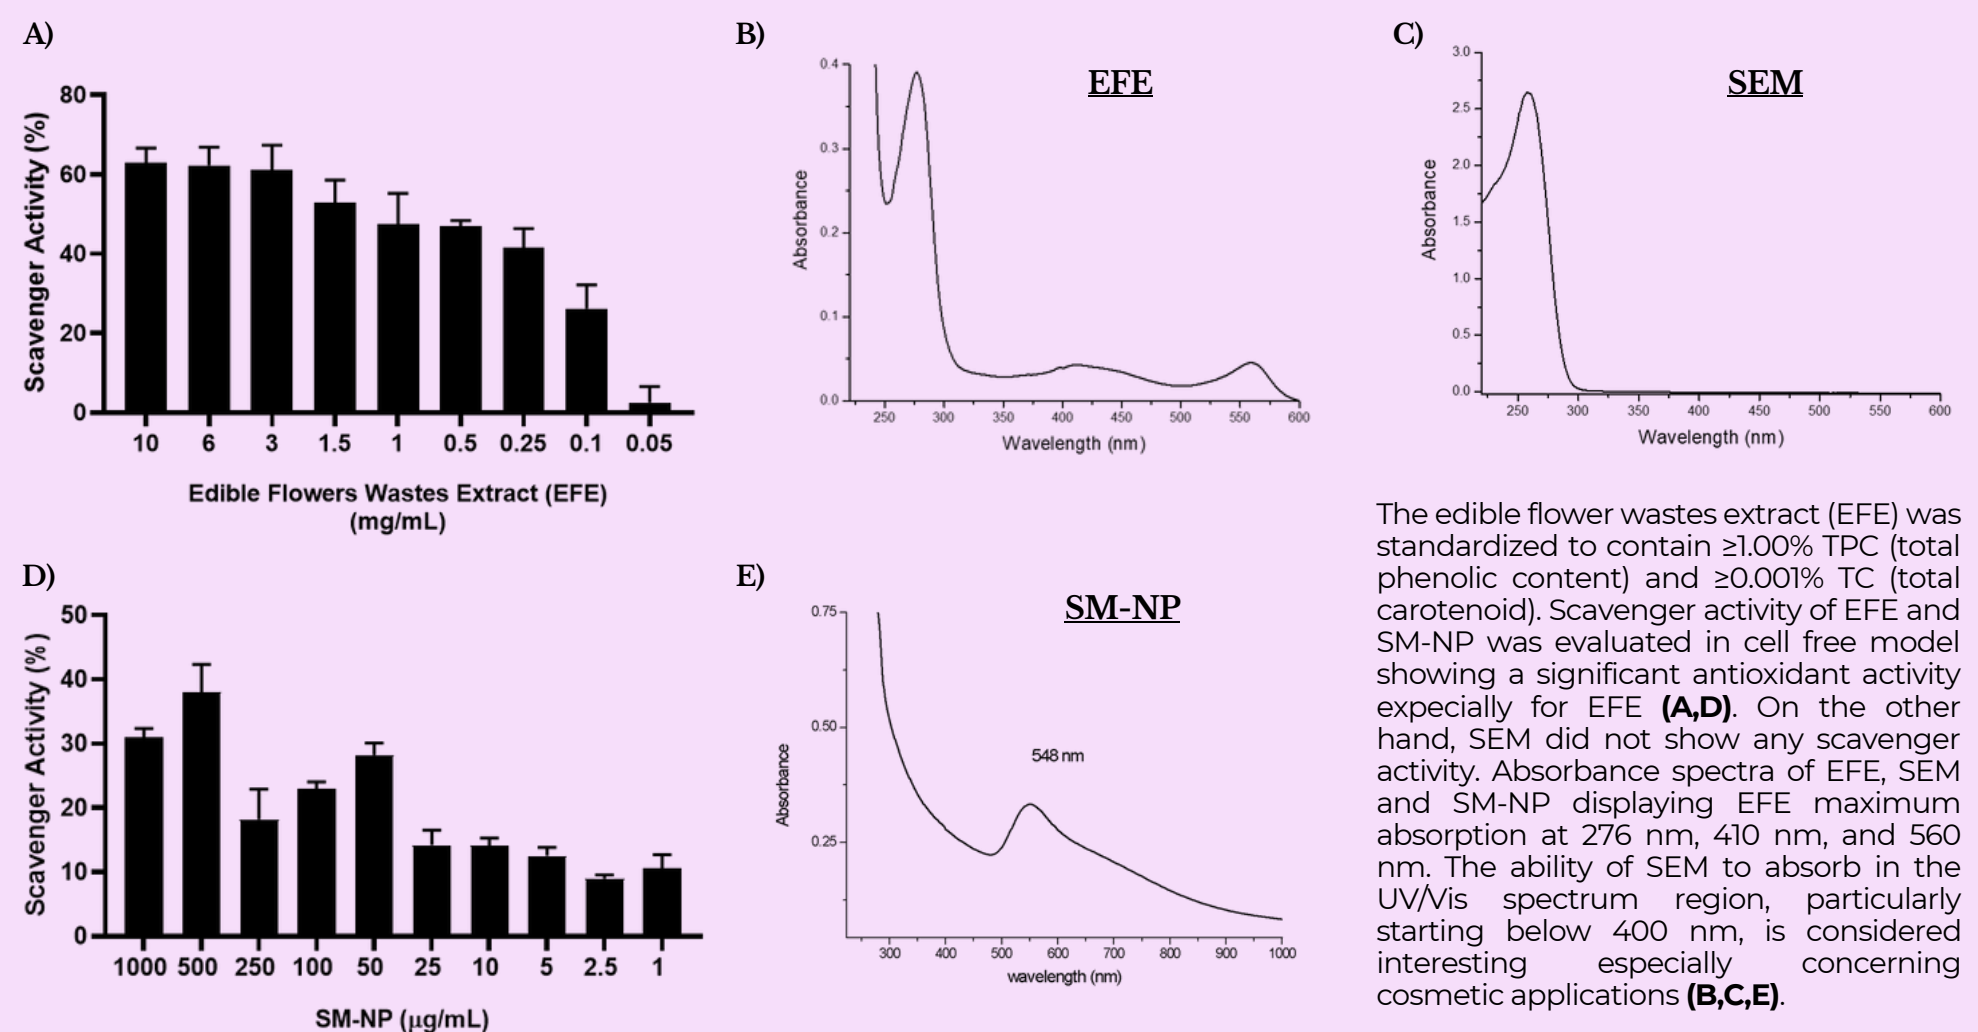 A)
Scavenger Activity (%)
80
60
40
20
0
10 6 3 1.5 1 0.5 0.25 0.1 0.05
Edible Flowers Wastes Extract (EFE)
(mg/mL)
B)
EFE
Absorbance
0.4
0.3
0.2
0.1
0.0
250 300 350 400 450 500 550 600
Wavelength (nm)
C)
SEM
Absorbance
3.0
2.5
2.0
1.5
1.0
0.5
0.0
250 300 350 400 450 500 550 600
Wavelength (nm)
D)
Scavenger Activity (%)
50
40
30
20
10
0
1000 500 250 100 50 25 10 5 2.5 1
SM-NP (µg/mL)
E)
SM-NP
Absorbance
0.75
0.50
0.25
548 nm
300 400 500 600 700 800 900 1000
wavelength (nm)
The edible flower wastes extract (EFE) was
standardized to contain ≥1.00% TPC (total
phenolic content) and ≥0.001% TC (total
carotenoid). Scavenger activity of EFE and
SM-NP was evaluated in cell free model
showing a significant antioxidant activity
expecially for EFE (A,D). On the other
hand, SEM did not show any scavenger
activity. Absorbance spectra of EFE, SEM
and SM-NP displaying EFE maximum
absorption at 276 nm, 410 nm, and 560
nm. The ability of SEM to absorb in the
UV/Vis spectrum region, particularly
starting below 400 nm, is considered
interesting especially concerning
cosmetic applications (B,C,E).